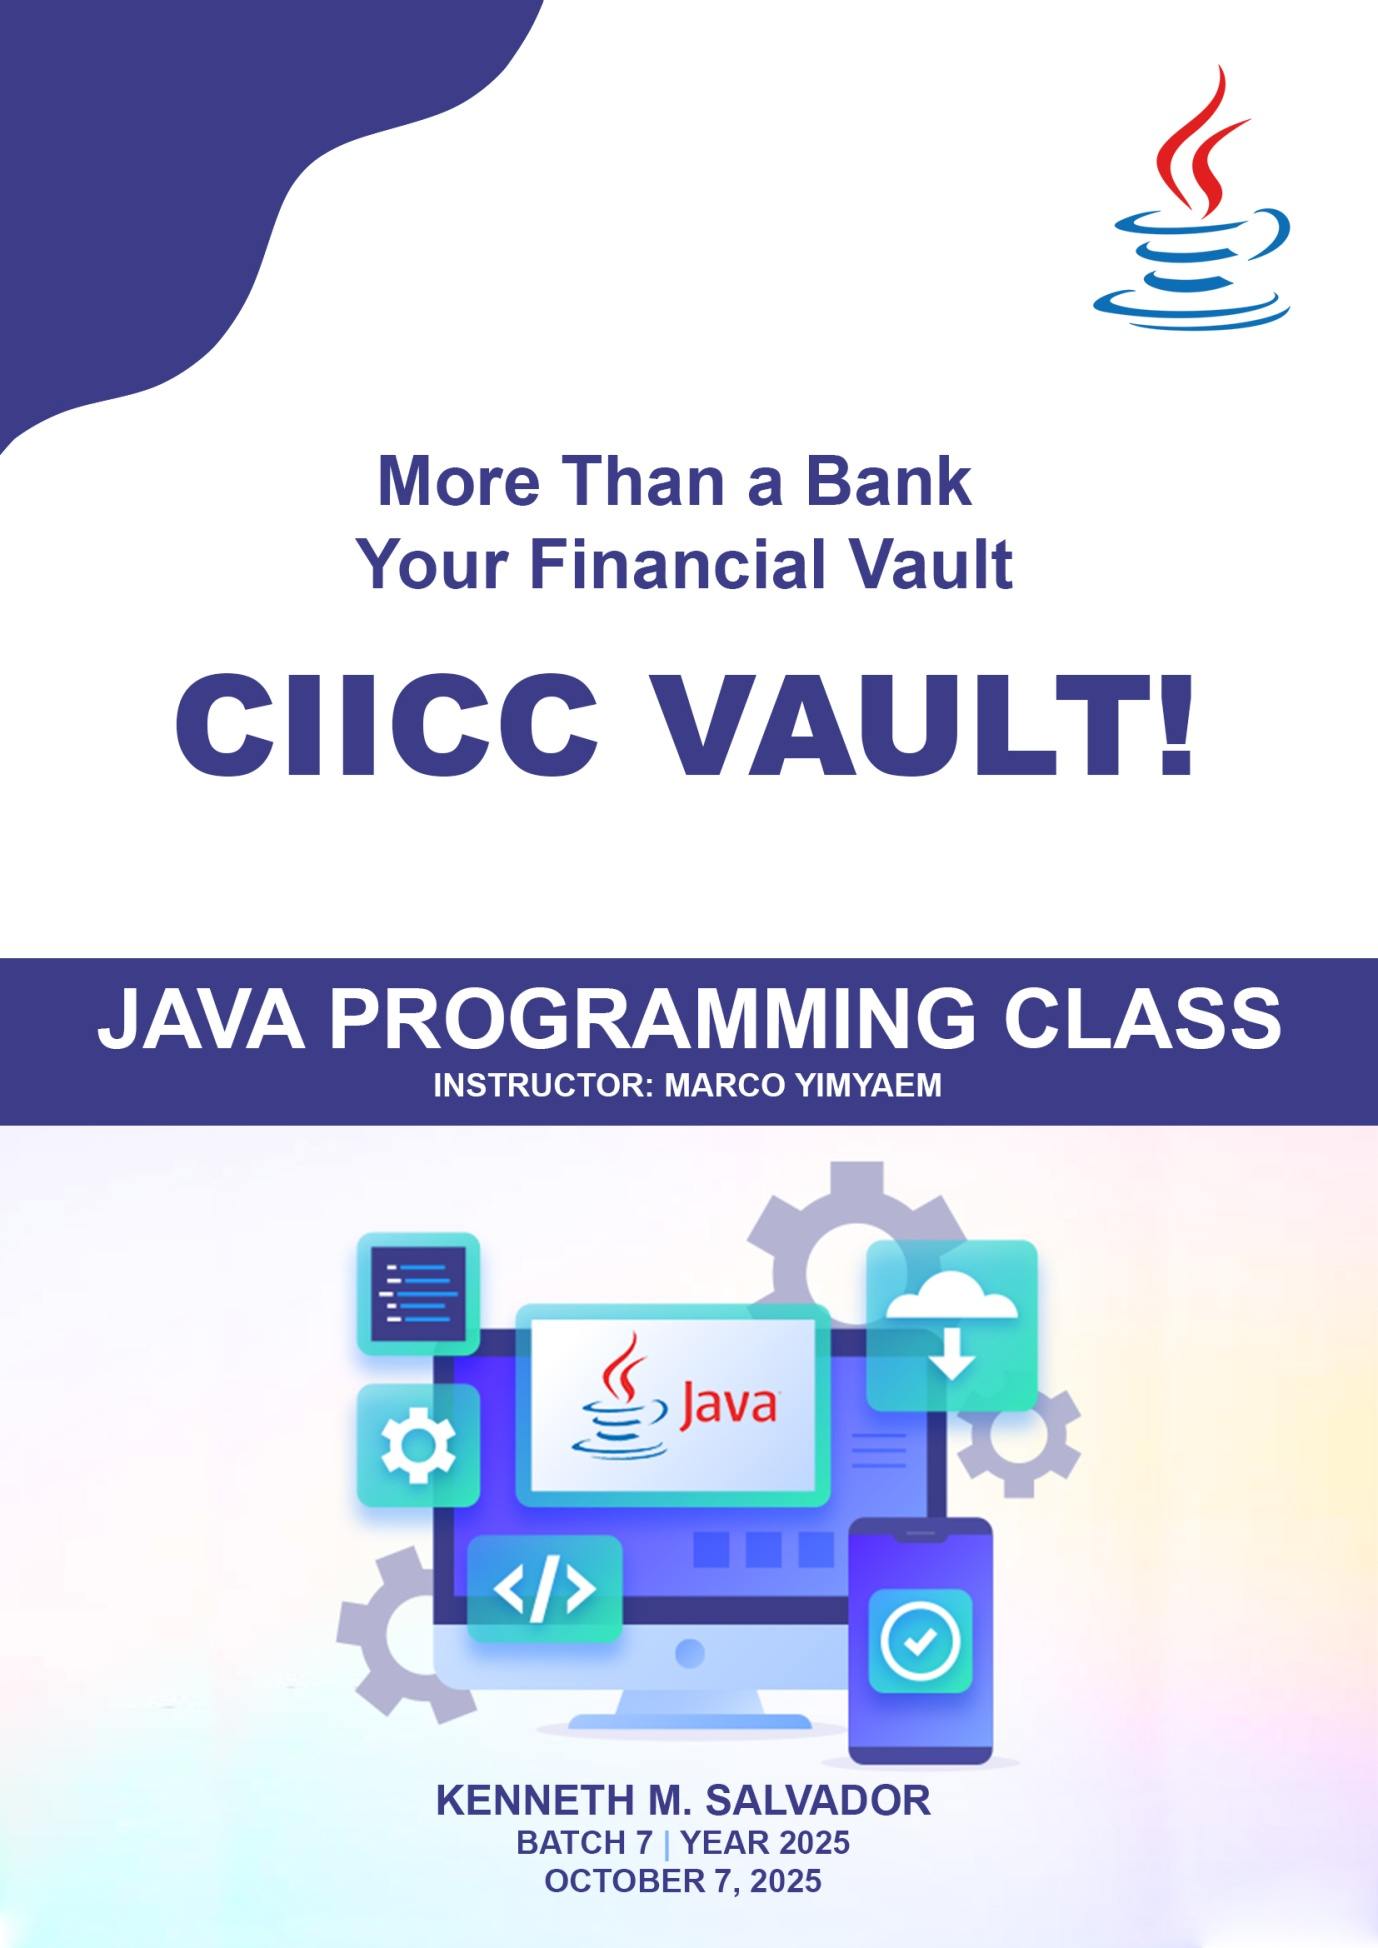 More Than a Bank
Your Financial Vault
CIICC VAULT!
JAVA PROGRAMMING CLASS
INSTRUCTOR: MARCO YIMYAEM
Java
</>
KENNETH M. SALVADOR
BATCH 7 | YEAR 2025
OCTOBER 7, 2025